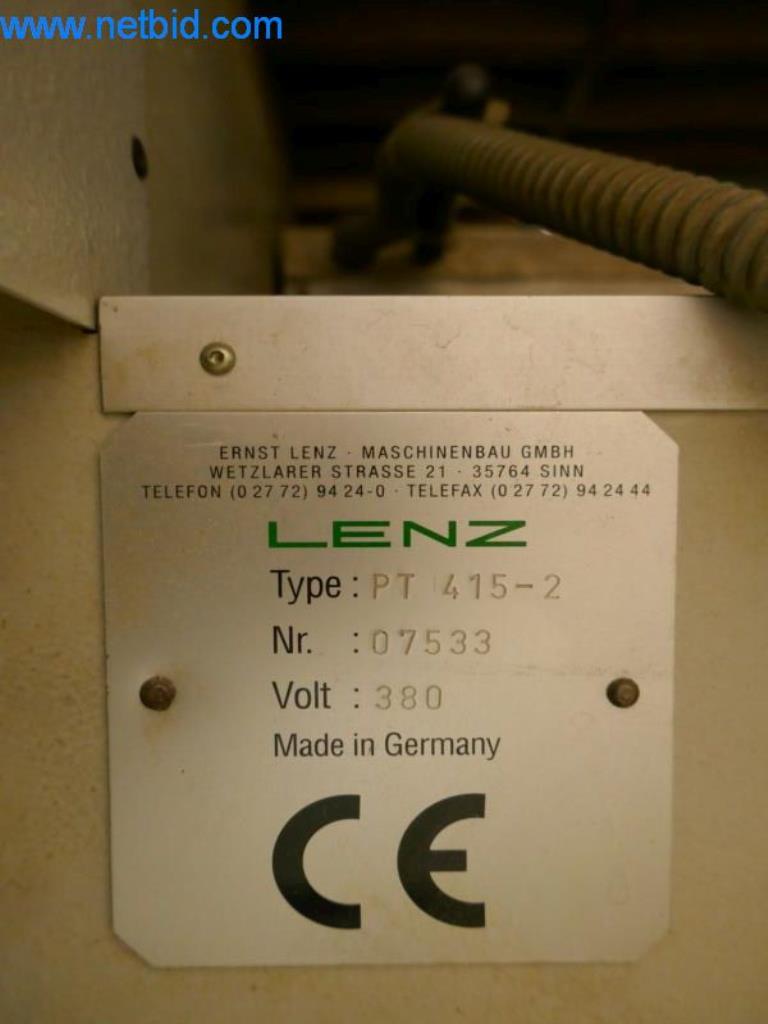 www.netbid.com
ERNST LENZ · MASCHINENBAU GMBH
WETZLARER STRASSE 21 · 35764 SINN
TELEFON (0 27 72) 94 24-0 · TELEFAX (0 27 72) 94 24 44
LENZ
Type : PT 415-2
Nr. : 07533
Volt : 380
Made in Germany
CE